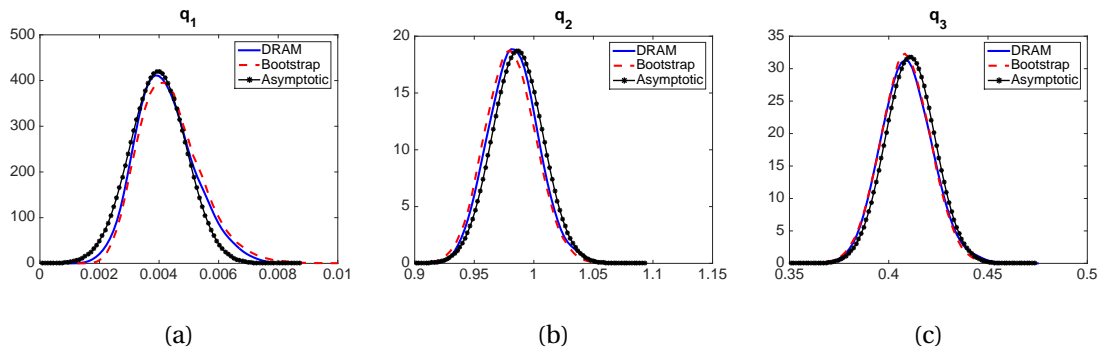 q1
500
400
300
200
100
0
0 0.002 0.004 0.006 0.008 0.01
DRAM
Bootstrap
Asymptotic
(a)
q2
20
15
10
5
0
0.9 0.95 1 1.05 1.1 1.15
DRAM
Bootstrap
Asymptotic
(b)
q3
35
30
25
20
15
10
5
0
0.35 0.4 0.45 0.5
DRAM
Bootstrap
Asymptotic
(c)